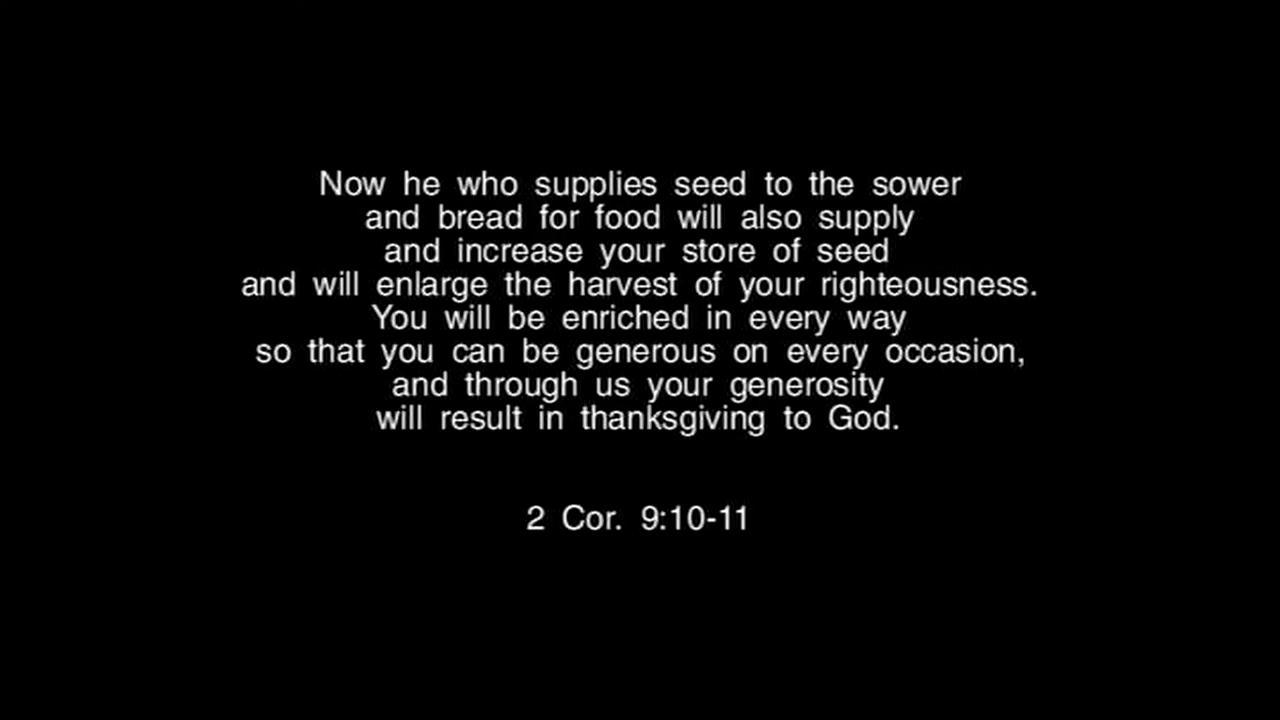 Now he who supplies seed to the sower
and bread for food will also supply
and increase your store of seed
and will enlarge the harvest of your righteousness.
You will be enriched in every way
so that you can be generous on every occasion,
and through us your generosity
will result in thanksgiving to God.
2 Cor. 9:10-11